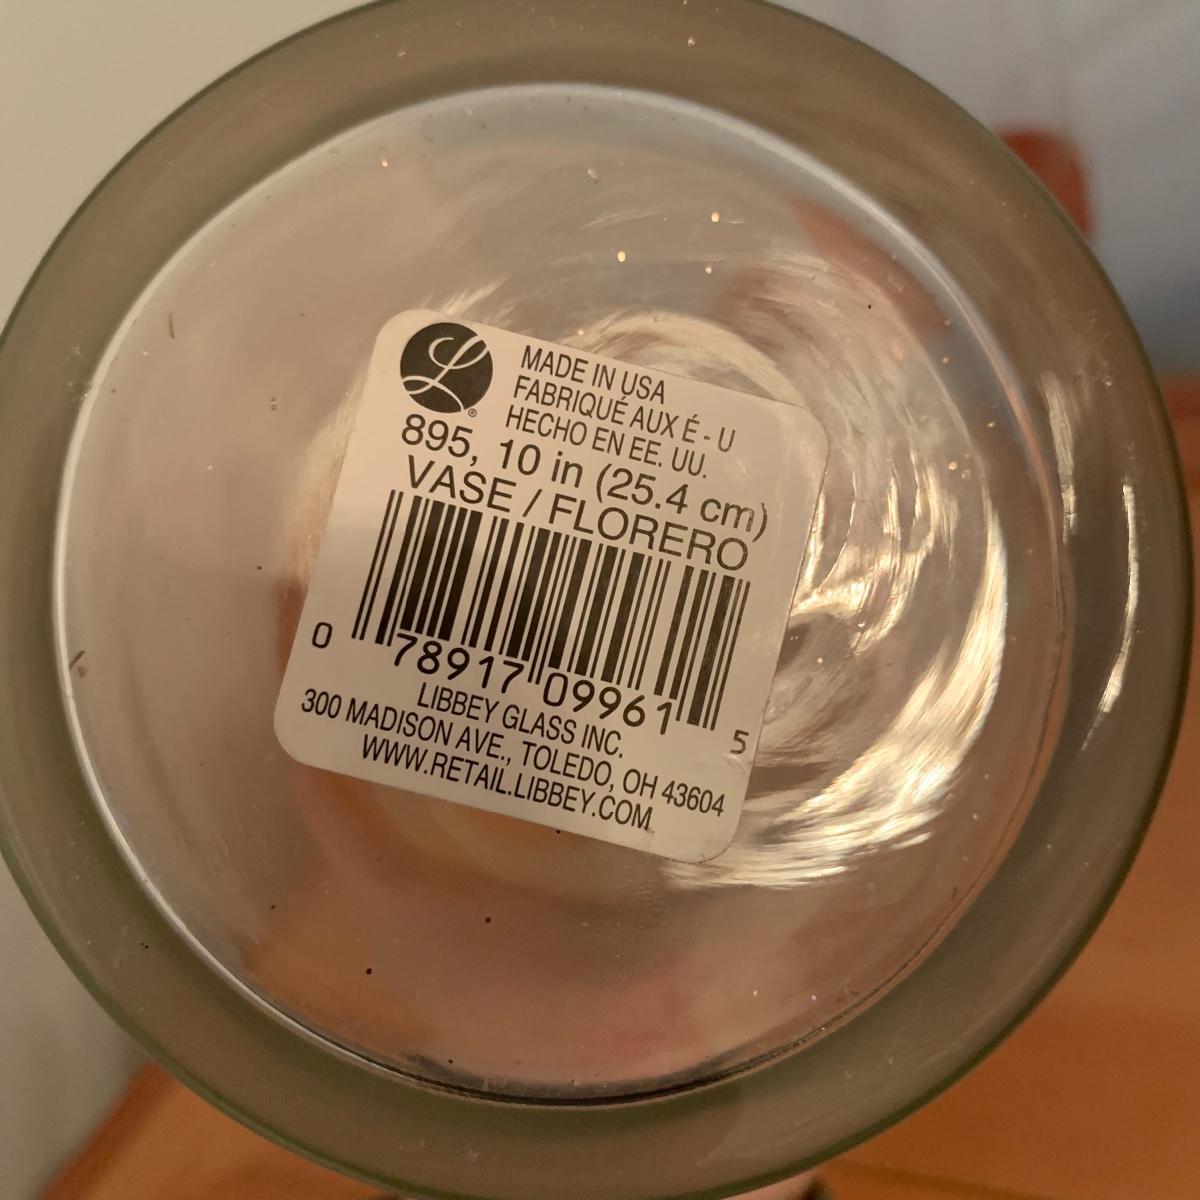 L®
MADE IN USA
FABRIQUÉ AUX É - U
HECHO EN EE. UU.
895, 10 in (25.4 cm)
VASE / FLORERO
0 78917 09961 5
LIBBEY GLASS INC.
300 MADISON AVE., TOLEDO, OH 43604
WWW.RETAIL.LIBBEY.COM